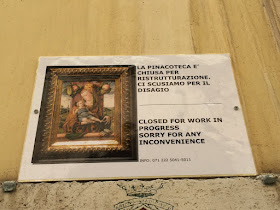 LA PINACOTECA E'
CHIUSA PER
RISTRUTTURAZIONE.
CI SCUSIAMO PER IL
DISAGIO
CLOSED FOR WORK IN
PROGRESS
SORRY FOR ANY
INCONVENIENCE